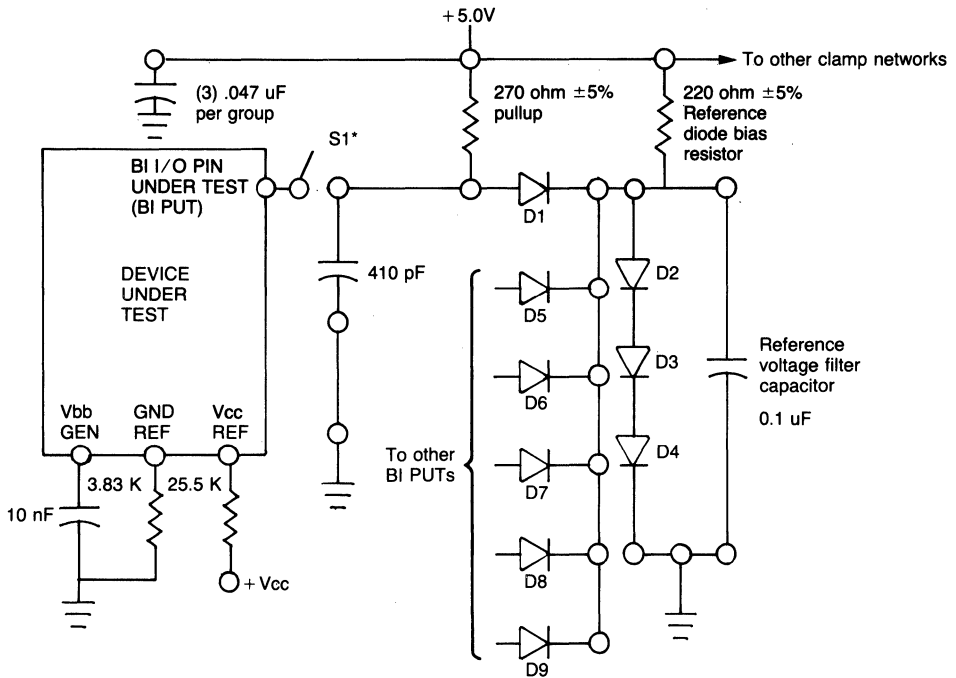 +5.0V
To other clamp networks
(3) .047 uF
per group
270 ohm ±5%
pullup
220 ohm ±5%
Reference
diode bias
resistor
S1*
BI I/O PIN
UNDER TEST
(BI PUT)
D1
DEVICE
UNDER
TEST
410 pF
D2
D5
D3
Reference
voltage filter
capacitor
0.1 uF
D6
Vbb
GEN
GND
REF
Vcc
REF
To other
BI PUTs
D4
D7
3.83 K
25.5 K
10 nF
+Vcc
D8
D9